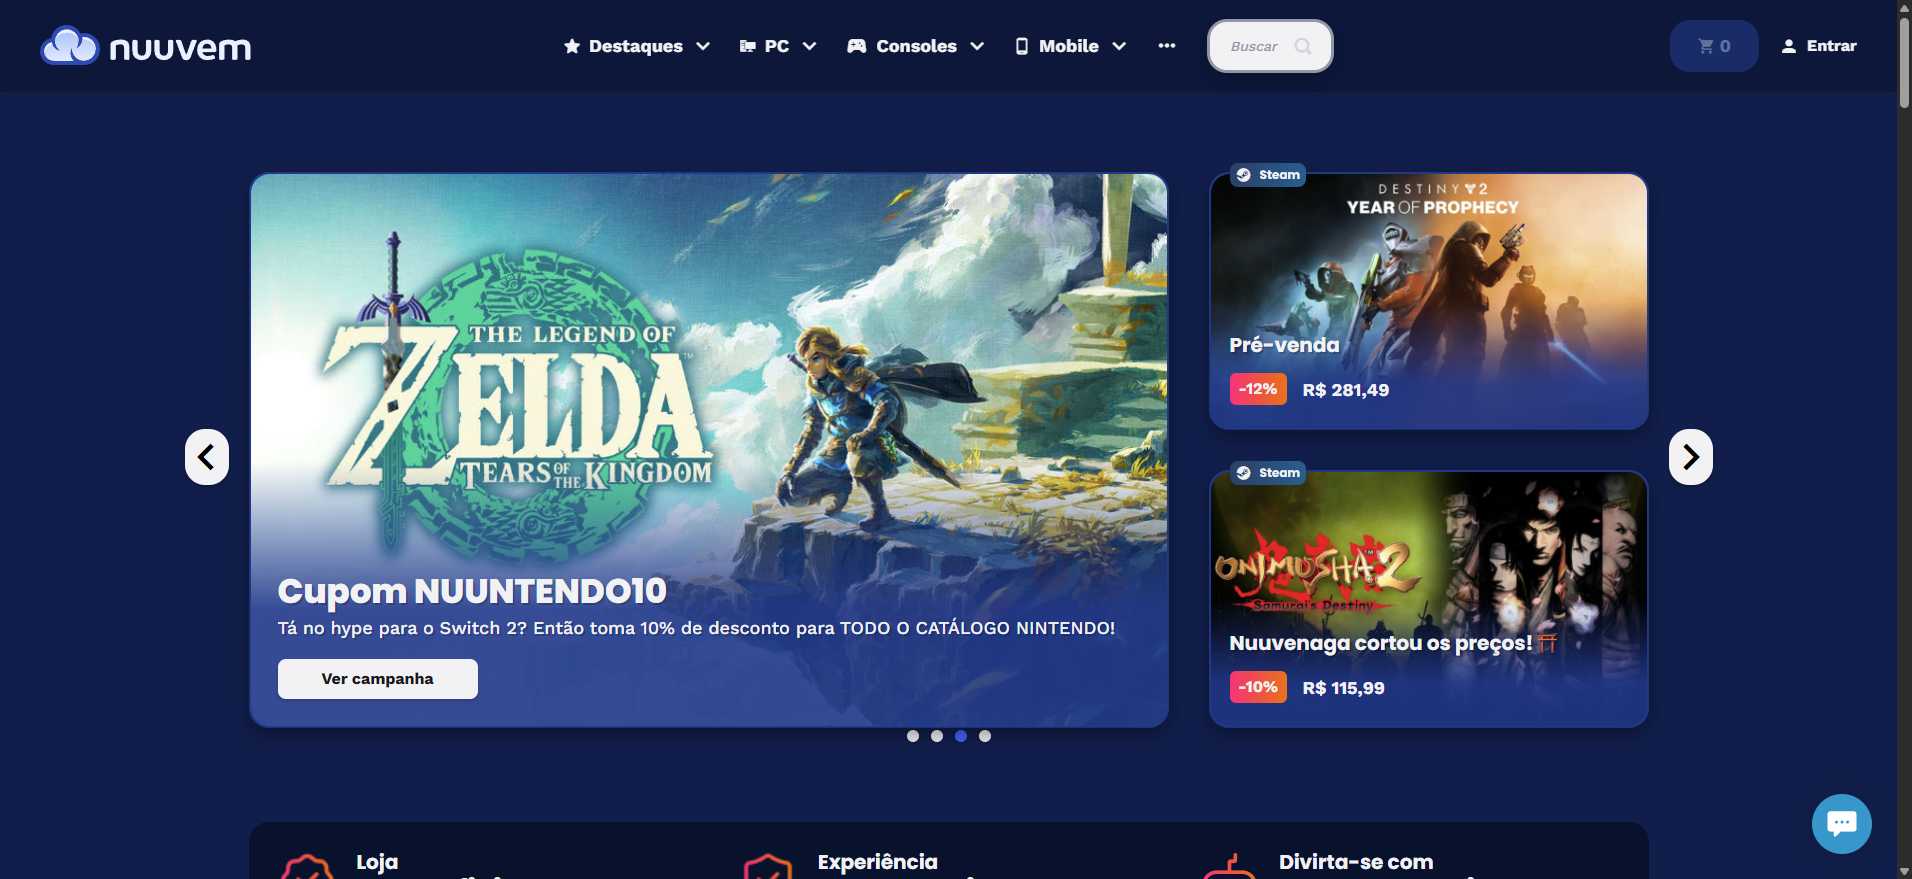 nuuvem
Destaques
PC
Consoles
Mobile
Buscar
0
Entrar
THE LEGEND OF
ZELDA
TEARS OF THE KINGDOM
Cupom NUUNTENDO10
Tá no hype para o Switch 2? Então toma 10% de desconto para TODO O CATÁLOGO NINTENDO!
Ver campanha
Steam
DESTINY 2
YEAR OF PROPHECY
Pré-venda
-12% R$ 281,49
Steam
ONIMUSHA 2
Samurai's Destiny
Nuuvenaga cortou os preços!
-10% R$ 115,99
Loja
Experiência
Divirta-se com